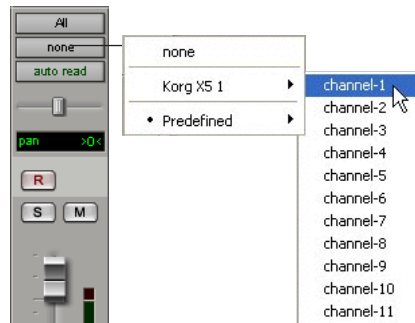 All
none
auto read
pan >0<
R
S M
none
Korg X5 1
• Predefined
channel-1
channel-2
channel-3
channel-4
channel-5
channel-6
channel-7
channel-8
channel-9
channel-10
channel-11